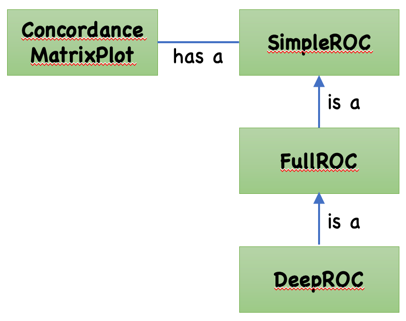 Concordance
MatrixPlot
has a
SimpleROC
is a
FullROC
is a
DeepROC